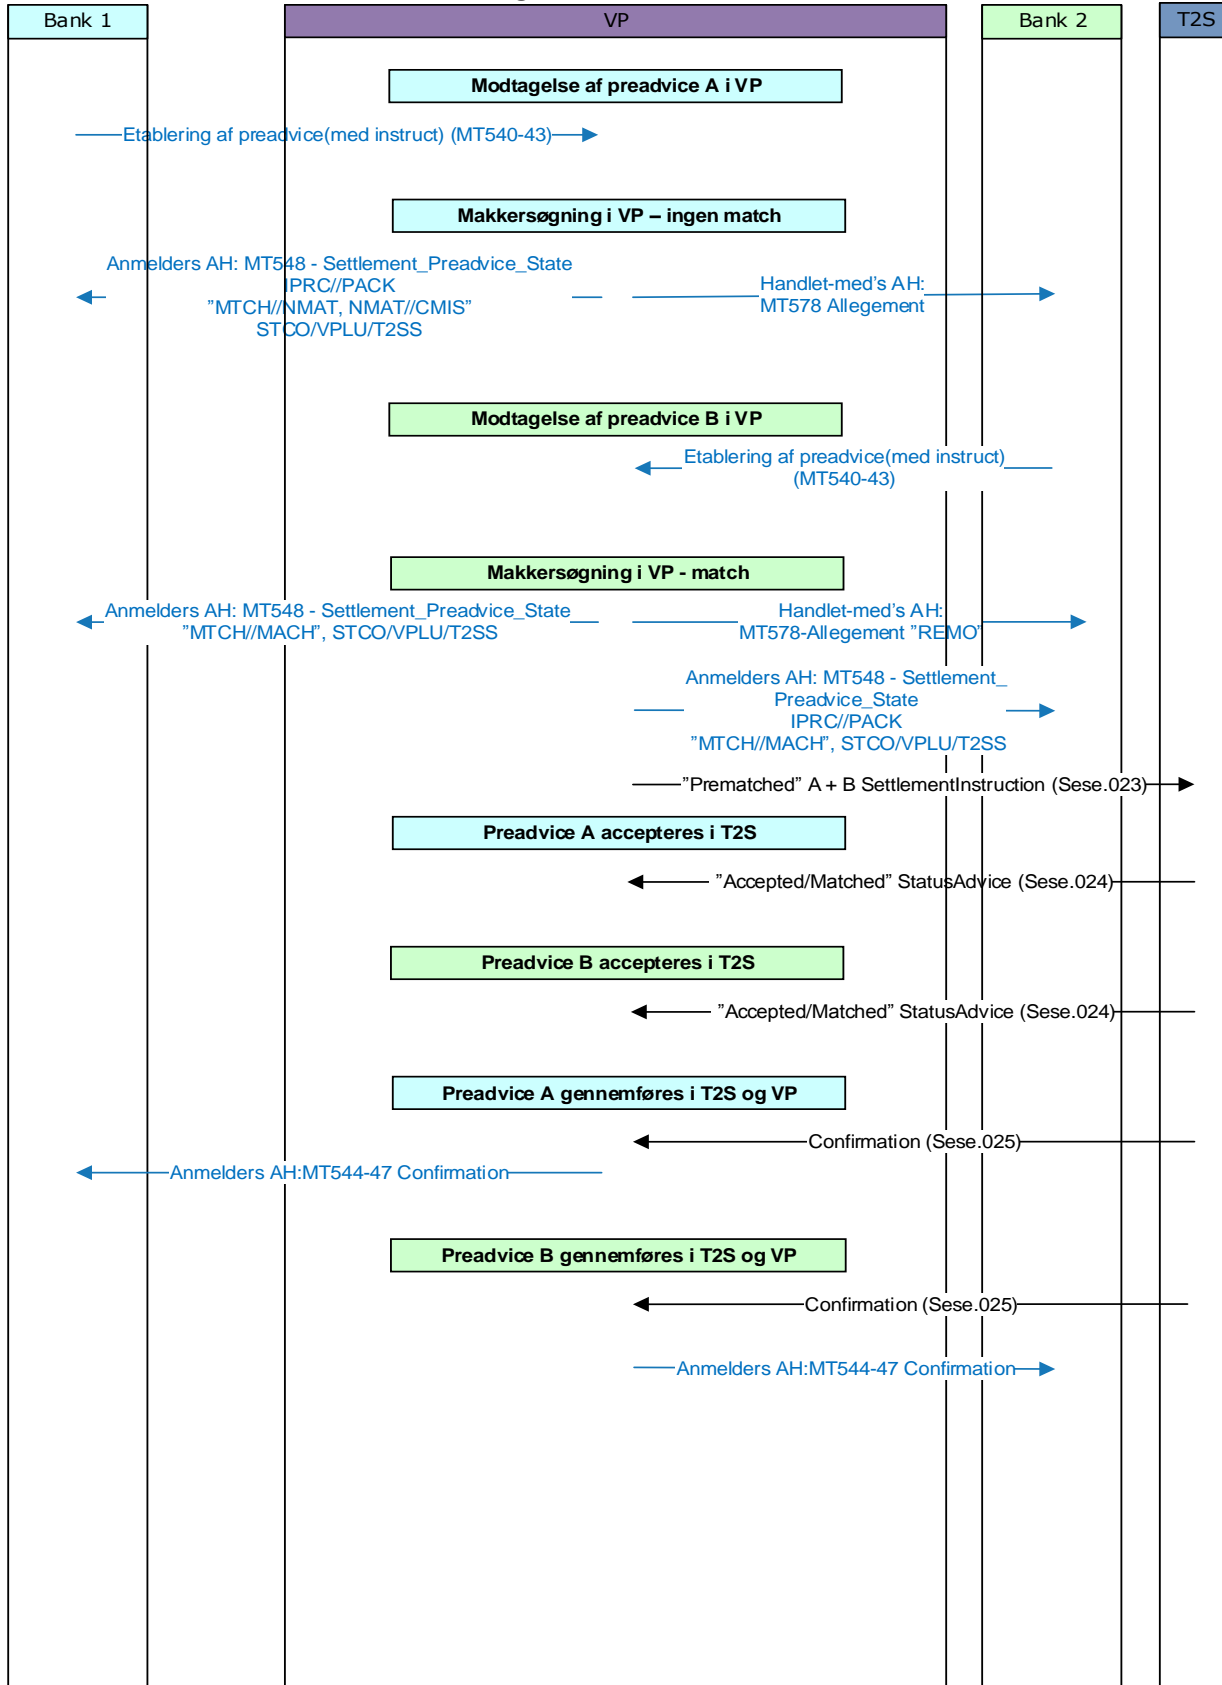 Bank 1
VP
Bank 2
T2S
Modtagelse af preadvice A i VP
Etablering af preadvice(med instruct) (MT540-43)
Makkersøgning i VP – ingen match
Anmelders AH: MT548 - Settlement_Preadvice_State
IPRC//PACK
”MTCH//NMAT, NMAT//CMIS”
STCO/VPLU/T2SS
Handlet-med’s AH:
MT578 Allegement
Modtagelse af preadvice B i VP
Etablering af preadvice(med instruct)
(MT540-43)
Makkersøgning i VP - match
Anmelders AH: MT548 - Settlement_Preadvice_State
”MTCH//MACH”, STCO/VPLU/T2SS
Handlet-med’s AH:
MT578-Allegement ”REMO”
Anmelders AH: MT548 - Settlement_
Preadvice_State
IPRC//PACK
”MTCH//MACH”, STCO/VPLU/T2SS
”Prematched” A + B SettlementInstruction (Sese.023)
Preadvice A accepteres i T2S
”Accepted/Matched” StatusAdvice (Sese.024)
Preadvice B accepteres i T2S
”Accepted/Matched” StatusAdvice (Sese.024)
Preadvice A gennemføres i T2S og VP
Confirmation (Sese.025)
Anmelders AH:MT544-47 Confirmation
Preadvice B gennemføres i T2S og VP
Confirmation (Sese.025)
Anmelders AH:MT544-47 Confirmation